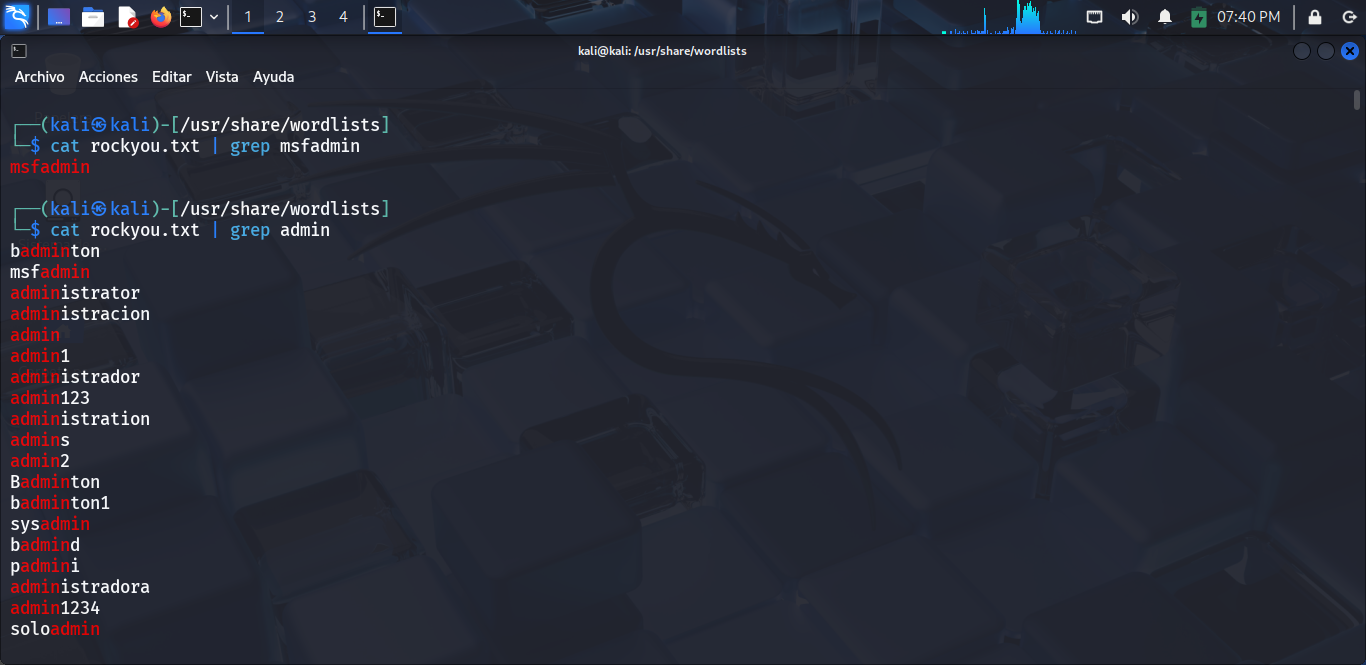 1 2 3 4 07:40 PM
kali@kali: /usr/share/wordlists
Archivo Acciones Editar Vista Ayuda
┌──(kali㉿kali)-[/usr/share/wordlists]
└─$ cat rockyou.txt | grep msfadmin
msfadmin
┌──(kali㉿kali)-[/usr/share/wordlists]
└─$ cat rockyou.txt | grep admin
badminton
msfadmin
administrator
administracion
admin
admin1
administrador
admin123
administration
admins
admin2
Badminton
badminton1
sysadmin
badmind
padmini
administradora
admin1234
soloadmin